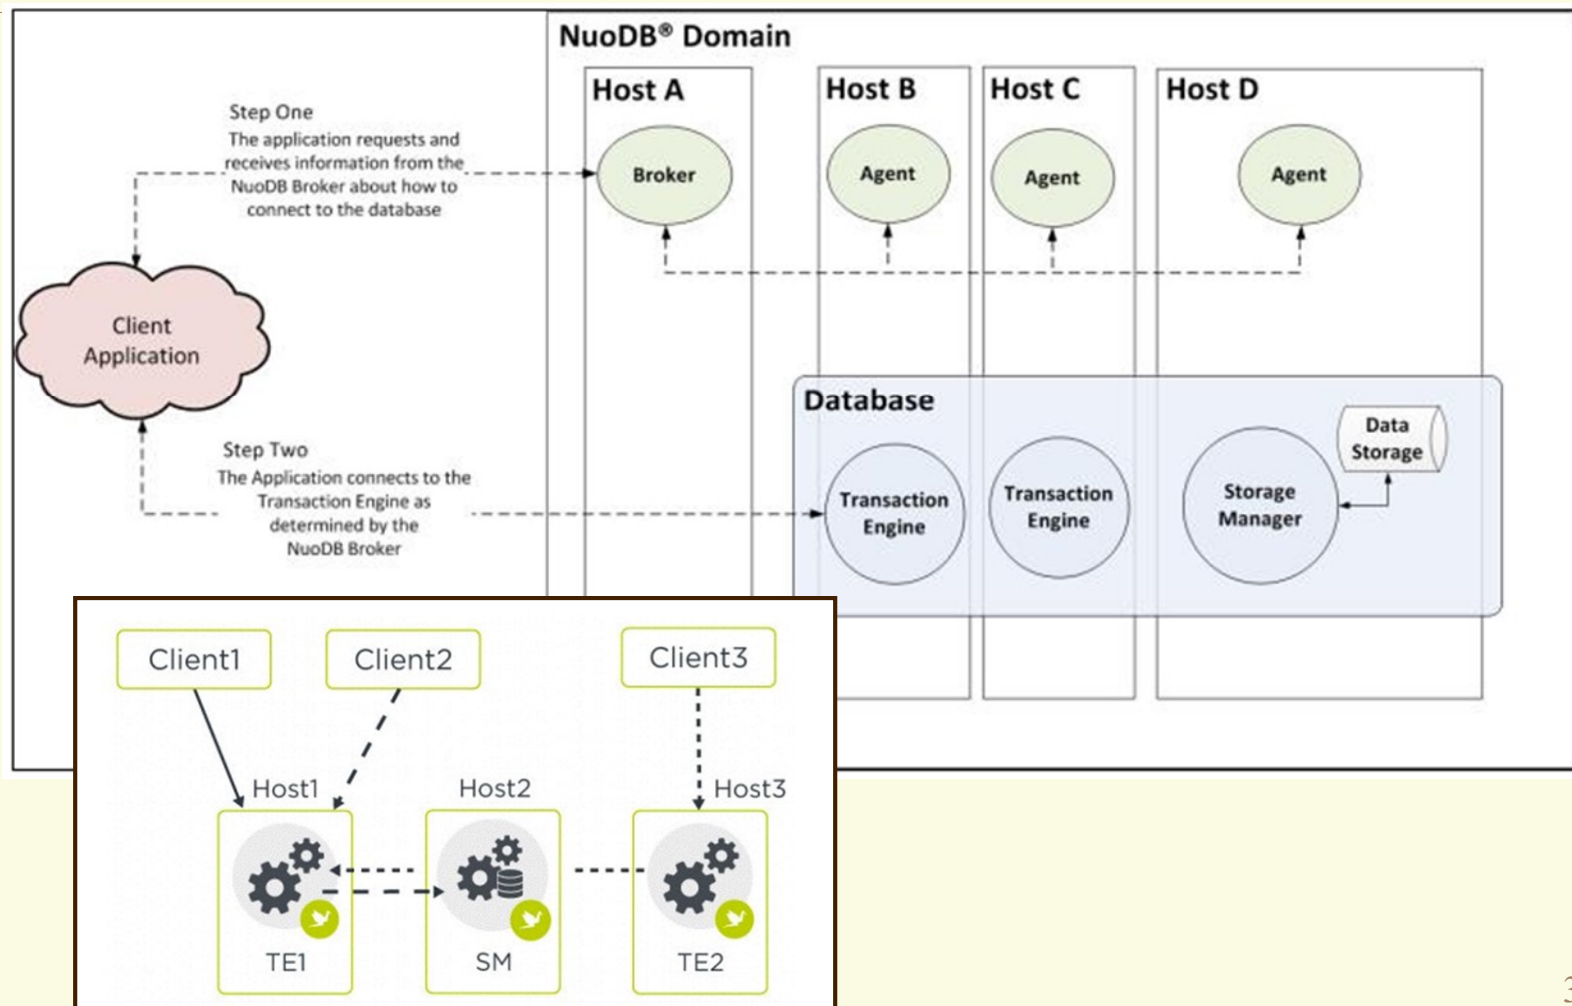 NuoDB® Domain
Host A
Host B
Host C
Host D
Step One
The application requests and
receives information from the
NuoDB Broker about how to
connect to the database
Broker
Agent
Agent
Agent
Client
Application
Database
Data
Storage
Step Two
The Application connects to the
Transaction Engine as
determined by the
NuoDB Broker
Transaction
Engine
Transaction
Engine
Storage
Manager
Client1
Client2
Client3
Host1
Host2
Host3
TE1
SM
TE2